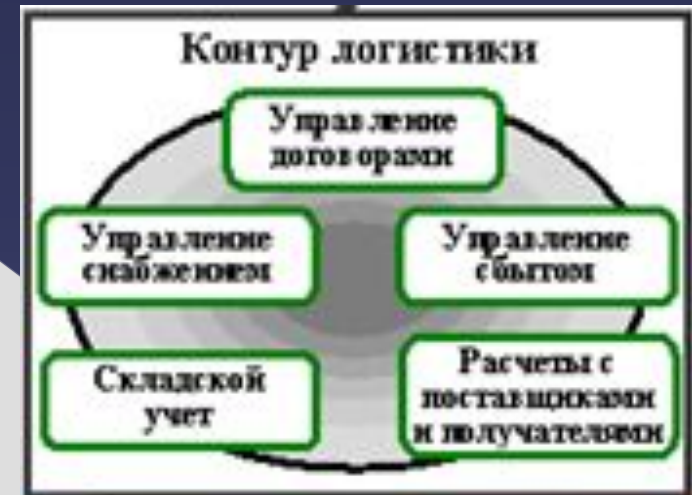 Контур логистики
Управление
договорами
Управление
снабжением
Управление
сбытом
Складской
учет
Расчеты с
поставщиками
и получателями